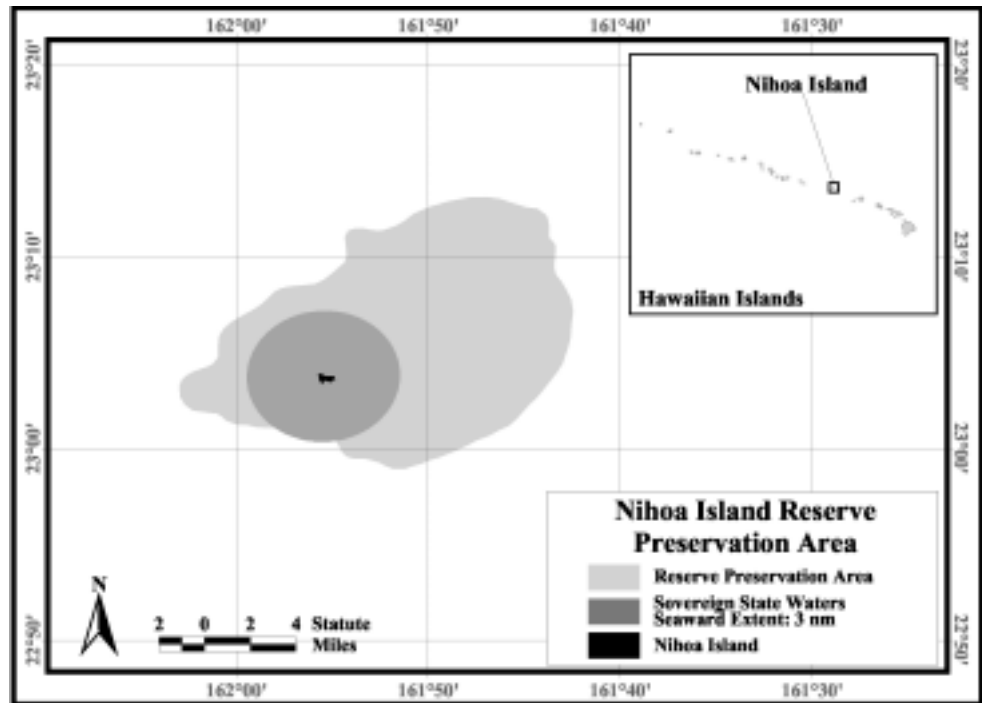 162°00' 161°50' 161°40' 161°30'
23°20' 23°20'
Nihoa Island
23°10' 23°10'
Hawaiian Islands
23°00' 23°00'
Nihoa Island Reserve
Preservation Area
Reserve Preservation Area
Sovereign State Waters
Seaward Extent: 3 nm
Nihoa Island
N
2 0 2 4 Statute
Miles
22°50' 22°50'
162°00' 161°50' 161°40' 161°30'